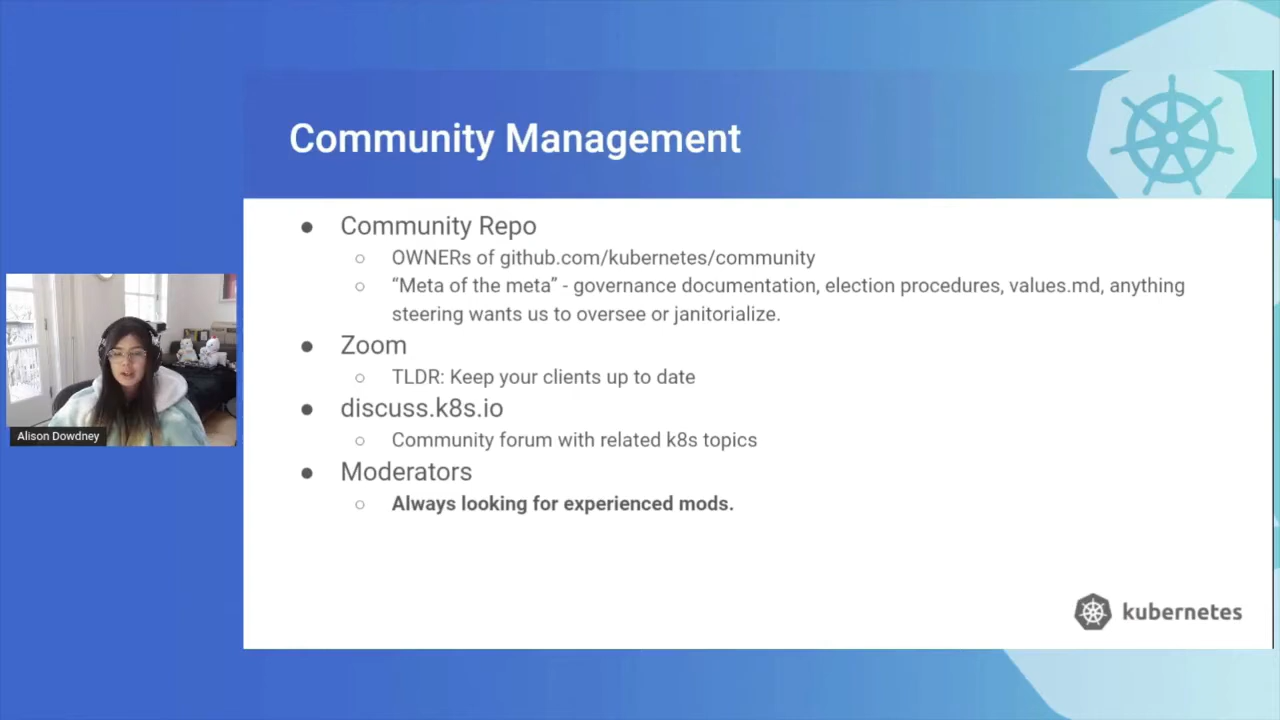 Community Management
● Community Repo
○ OWNERs of github.com/kubernetes/community
○ “Meta of the meta” - governance documentation, election procedures, values.md, anything
steering wants us to oversee or janitorialize.
● Zoom
○ TLDR: Keep your clients up to date
● discuss.k8s.io
○ Community forum with related k8s topics
● Moderators
○ Always looking for experienced mods.
Alison Dowdney
kubernetes